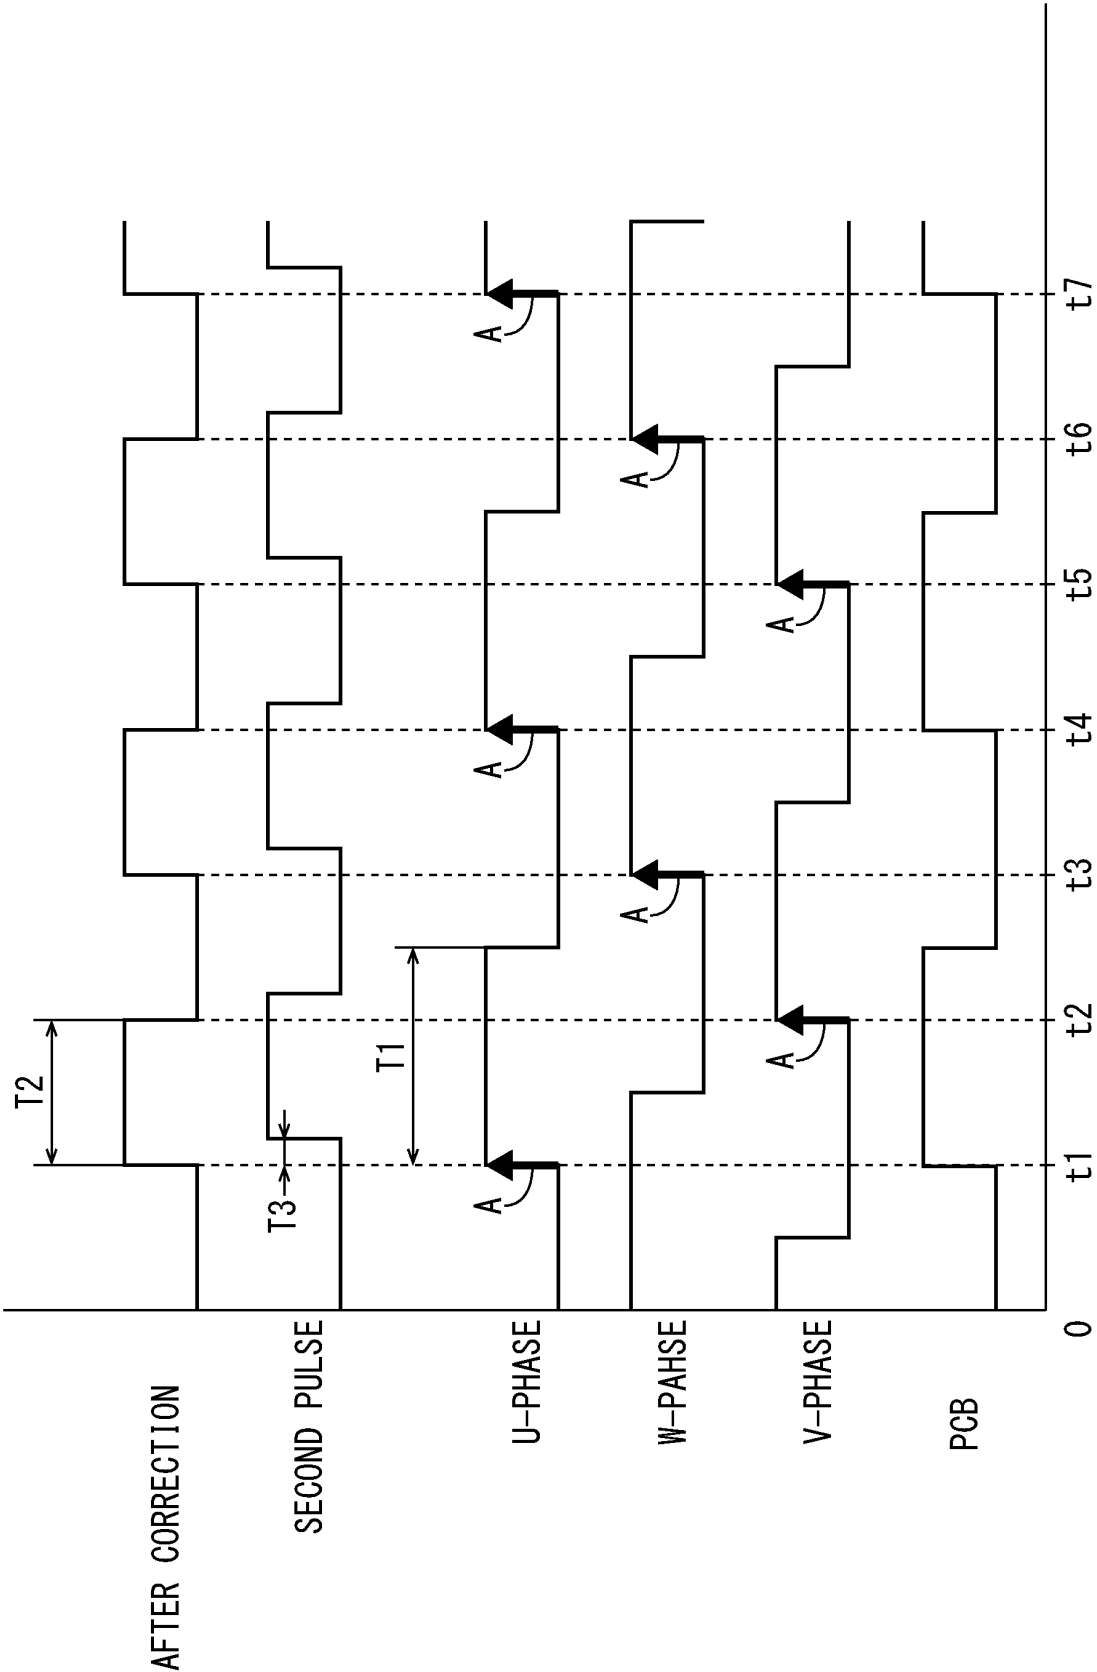 AFTER CORRECTION
T2
SECOND PULSE
T3
T1
U-PHASE
A
A
A
W-PAHSE
A
A
V-PHASE
A
A
PCB
0
t1
t2
t3
t4
t5
t6
t7